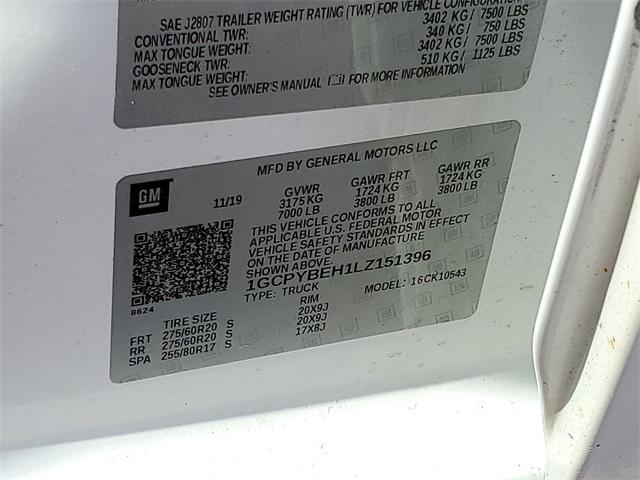 SAE J2807 TRAILER WEIGHT RATING (TWR) FOR VEHICLE CONFIGURATION
CONVENTIONAL TWR: 3402 KG / 7500 LBS
MAX TONGUE WEIGHT: 340 KG / 750 LBS
GOOSENECK TWR: 3402 KG / 7500 LBS
MAX TONGUE WEIGHT: 510 KG / 1125 LBS
SEE OWNER'S MANUAL FOR MORE INFORMATION
MFD BY GENERAL MOTORS LLC
GM
11/19 GVWR GAWR FRT GAWR RR
3175 KG 1724 KG 1724 KG
7000 LB 3800 LB 3800 LB
THIS VEHICLE CONFORMS TO ALL
APPLICABLE U.S. FEDERAL MOTOR
VEHICLE SAFETY STANDARDS IN EFFECT
ON THE DATE OF MANUFACTURE
SHOWN ABOVE.
1GCPYBEH1LZ151396
TYPE: TRUCK MODEL: 16CK10543
8624
TIRE SIZE RIM
FRT 275/60R20 S 20X9J
RR 275/60R20 S 20X9J
SPA 255/80R17 S 17X8J